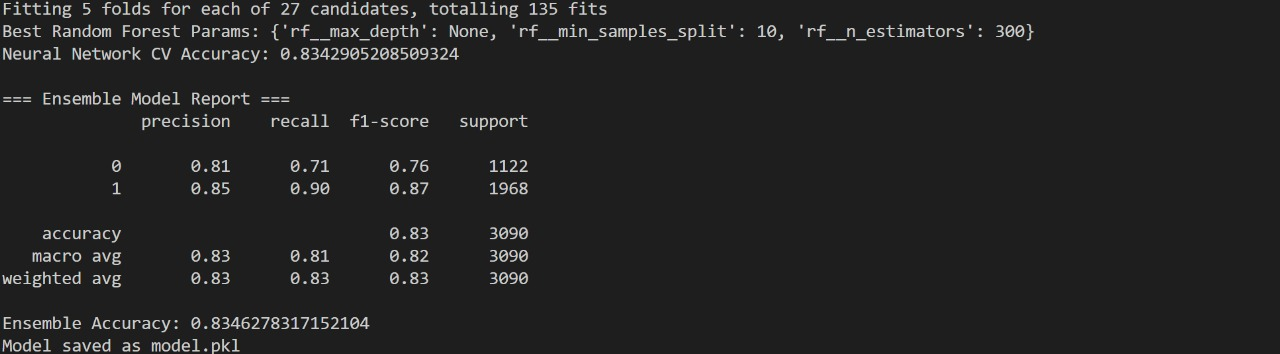 Fitting 5 folds for each of 27 candidates, totalling 135 fits
Best Random Forest Params: {'rf__max_depth': None, 'rf__min_samples_split': 10, 'rf__n_estimators': 300}
Neural Network CV Accuracy: 0.8342905208509324
=== Ensemble Model Report ===
precision recall f1-score support
0 0.81 0.71 0.76 1122
1 0.85 0.90 0.87 1968
accuracy 0.83 3090
macro avg 0.83 0.81 0.82 3090
weighted avg 0.83 0.83 0.83 3090
Ensemble Accuracy: 0.8346278317152104
Model saved as model.pkl